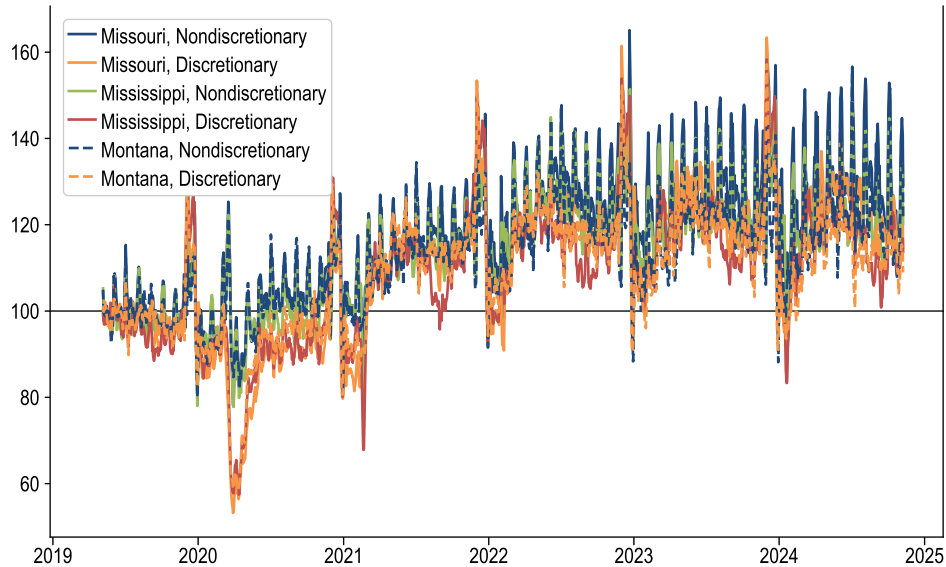 160
140
120
100
80
60
Missouri, Nondiscretionary
Missouri, Discretionary
Mississippi, Nondiscretionary
Mississippi, Discretionary
Montana, Nondiscretionary
Montana, Discretionary
2019 2020 2021 2022 2023 2024 2025